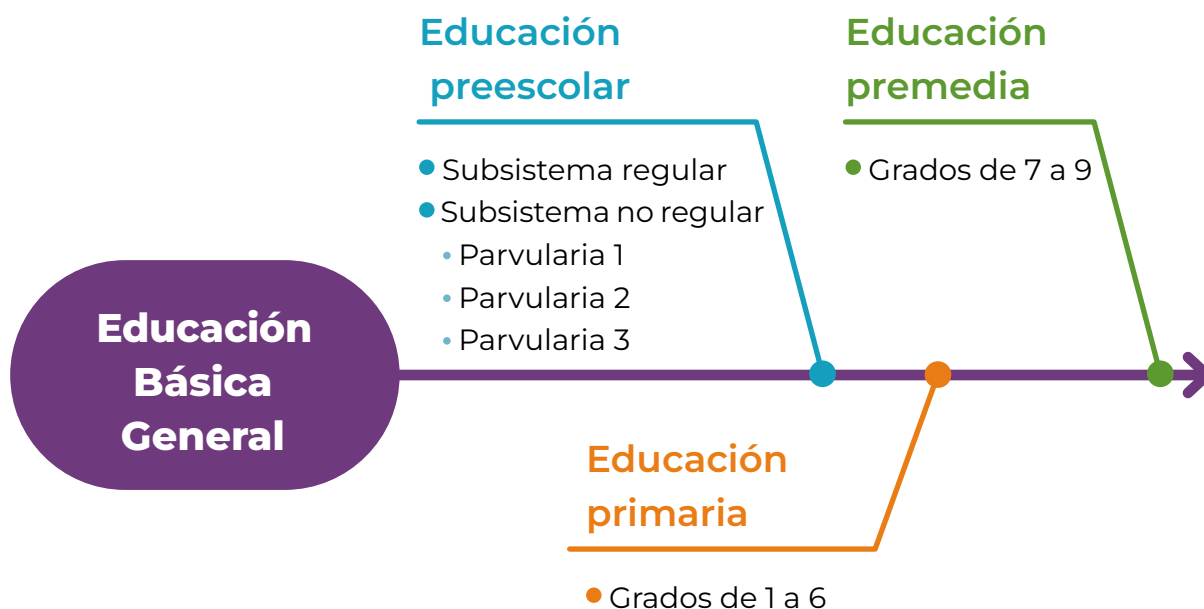 Educación
Básica
General
Educación
preescolar
Subsistema regular
Subsistema no regular
Parvularia 1
Parvularia 2
Parvularia 3
Educación
primaria
Grados de 1 a 6
Educación
premedia
Grados de 7 a 9